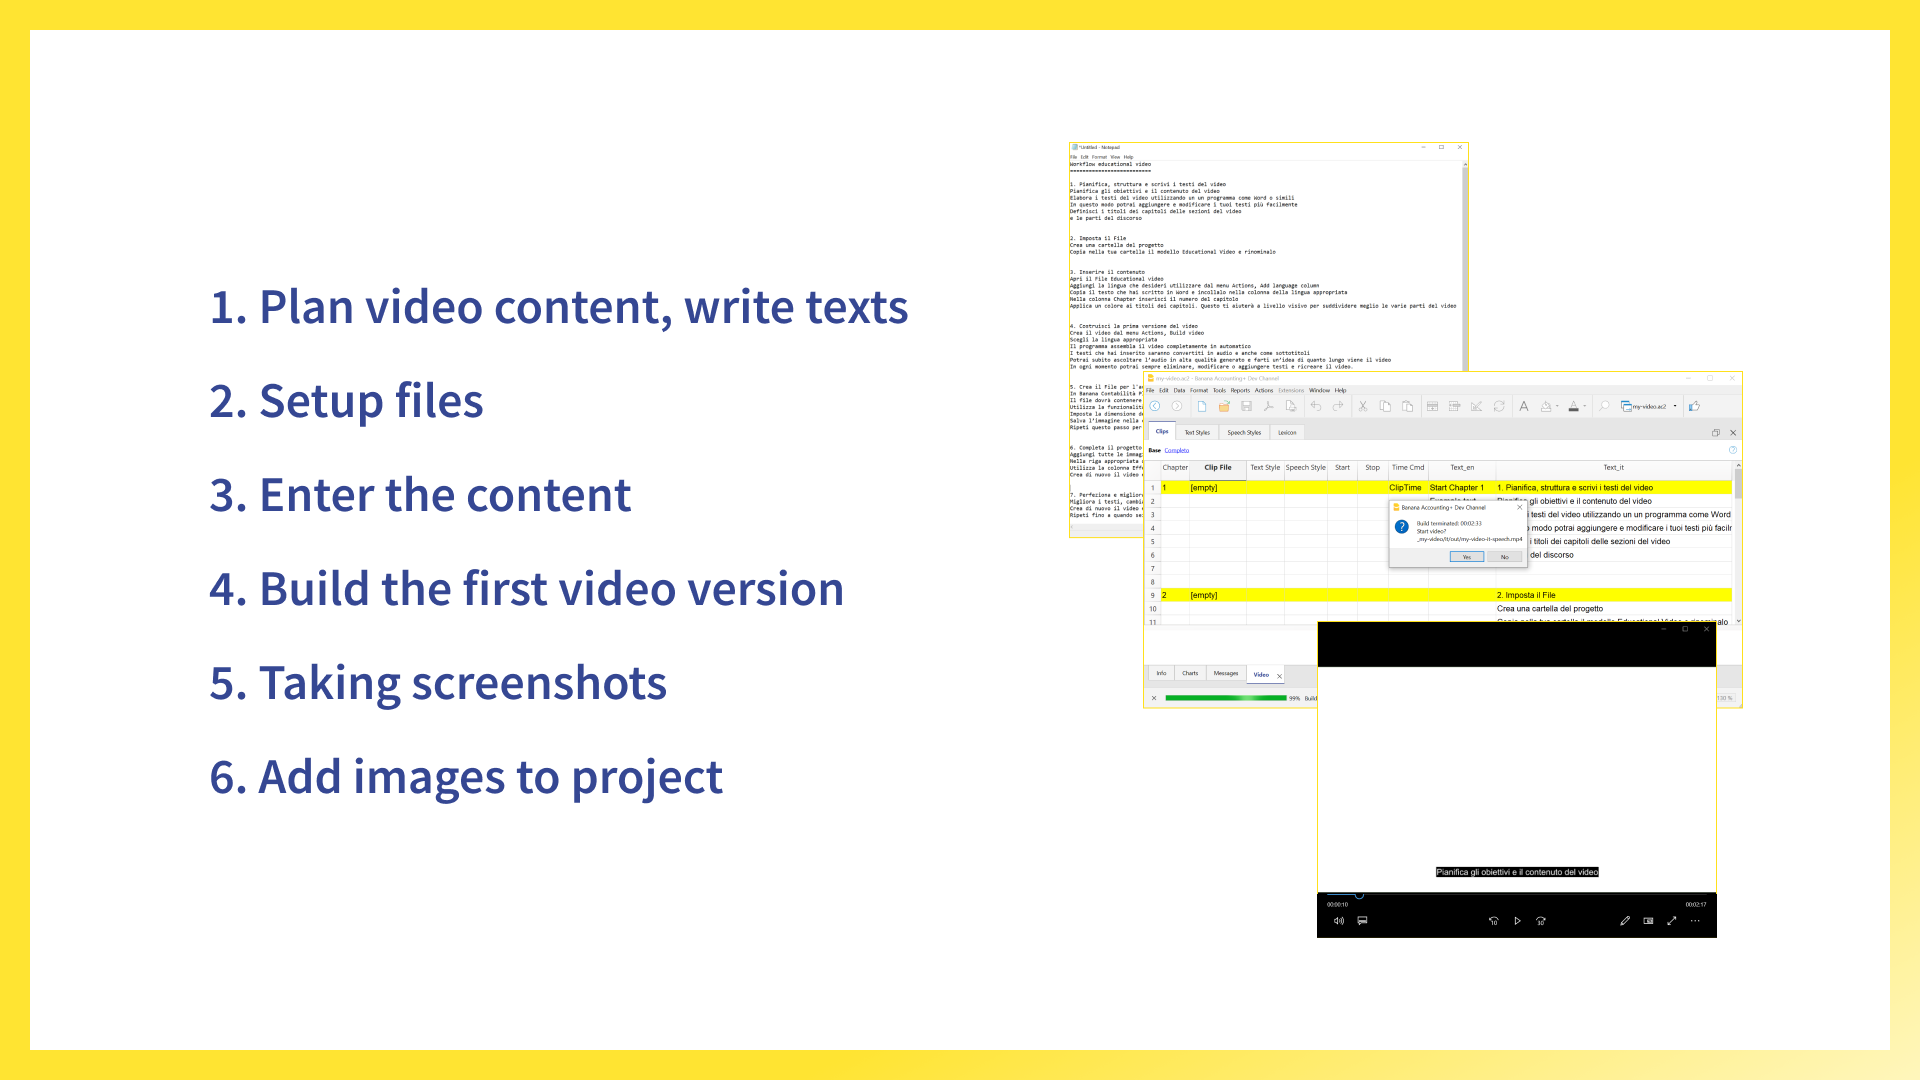 1. Plan video content, write texts
2. Setup files
3. Enter the content
4. Build the first video version
5. Taking screenshots
6. Add images to project
*Untitled - Notepad
File Edit Format View Help
Workflow educational video
==========================
1. Pianifica, struttura e scrivi i testi del video
Pianifica gli obiettivi e il contenuto del video
Elabora i testi del video utilizzando un un programma come Word o simili
In questo modo potrai aggiungere e modificare i tuoi testi più facilmente
Definisci i titoli dei capitoli delle sezioni del video
e le parti del discorso
2. Imposta il File
Crea una cartella del progetto
Copia nella tua cartella il modello Educational Video e rinominalo
3. Inserire il contenuto
Apri il File Educational video
Aggiungi la lingua che desideri utilizzare dal menu Actions, Add language column
Copia il testo che hai scritto in Word e incollalo nella colonna della lingua appropriata
Nella colonna Chapter inserisci il numero del capitolo
Applica un colore ai titoli dei capitoli. Questo ti aiuterà a livello visivo per suddividere meglio le varie parti del video
4. Costruisci la prima versione del video
Crea il video dal menu Actions, Build video
Scegli la lingua appropriata
Il programma assembla il video completamente in automatico
I testi che hai inserito saranno convertiti in audio e anche come sottotitoli
Potrai subito ascoltare l'audio in alta qualità generato e farti un'idea di quanto lungo viene il video
In ogni momento potrai sempre eliminare, modificare o aggiungere testi e ricreare il video.
5. Crea il File per l'a
In Banana Contabilità
Il file dovrà contenere
Utilizza la funzionalit
Imposta la dimensione d
Salva l'immagine nella
Ripeti questo passo per
6. Completa il progetto
Aggiungi tutte le immag
Nella riga appropriata
Utilizza la colonna Eff
Crea di nuovo il video
7. Perfeziona e miglior
Migliora i testi, cambi
Crea di nuovo il video
Ripeti fino a quando se
my-video.ac2 - Banana Accounting+ Dev Channel
File Edit Data Format Tools Reports Actions Extensions Window Help
my-video.ac2
Clips Text Styles Speech Styles Lexicon
Base Completo
Chapter Clip File Text Style Speech Style Start Stop Time Cmd Text_en Text_it
1 1 [empty] ClipTime Start Chapter 1 1. Pianifica, struttura e scrivi i testi del video
2 gli obiettivi e il contenuto del video
3 i testi del video utilizzando un un programma come Word
4 modo potrai aggiungere e modificare i tuoi testi più facilr
5 i titoli dei capitoli delle sezioni del video
6 del discorso
7
8
9 2 [empty] 2. Imposta il File
10 Crea una cartella del progetto
11 Copia nella tua cartella il modello Educational Video e rinominalo
Banana Accounting+ Dev Channel
Build terminated: 00:02:33
Start video?
_my-video/it/out/my-video-it-speech.mp4
Yes No
Info Charts Messages Video
99% Build
130 %
Pianifica gli obiettivi e il contenuto del video
00:00:10 00:02:17
10 30